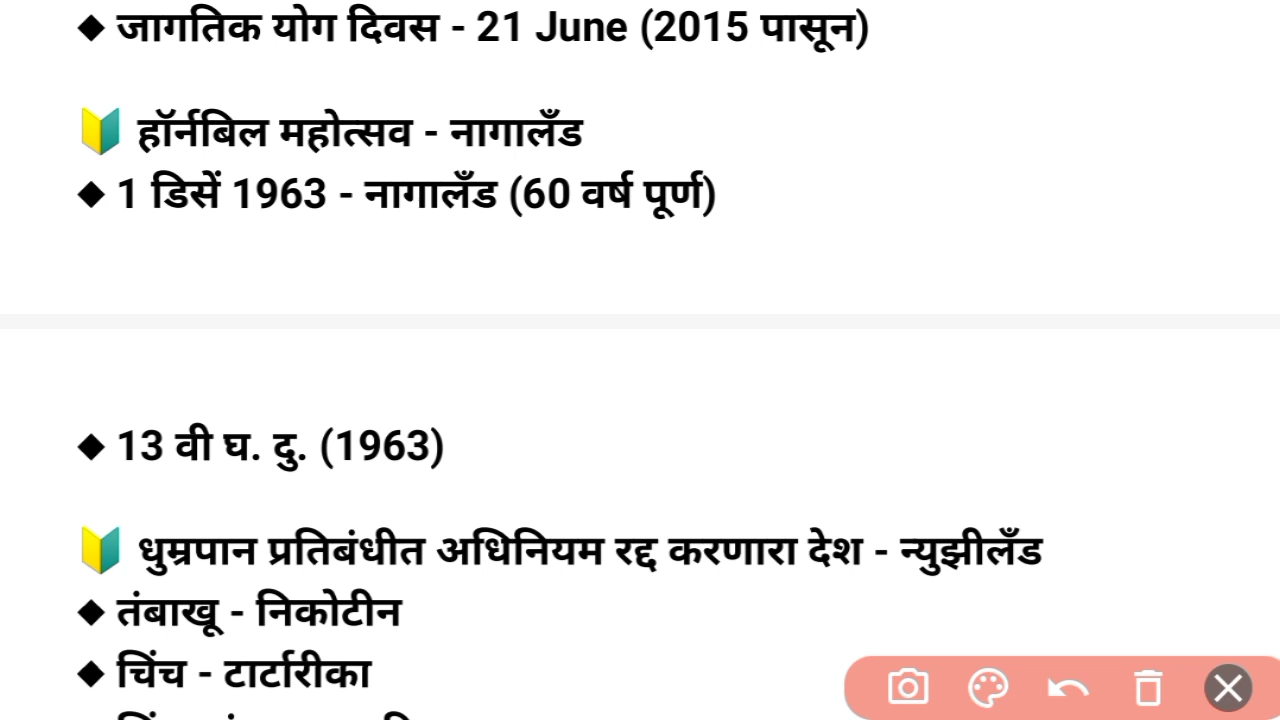 ◆ जागतिक योग दिवस - 21 June (2015 पासून)
🔰 हॉर्नबिल महोत्सव - नागालँड
◆ 1 डिसें 1963 - नागालँड (60 वर्ष पूर्ण)
◆ 13 वी घ. दु. (1963)
🔰 धुम्रपान प्रतिबंधीत अधिनियम रद्द करणारा देश - न्युझीलँड
◆ तंबाखू - निकोटीन
◆ चिंच - टार्टारीका